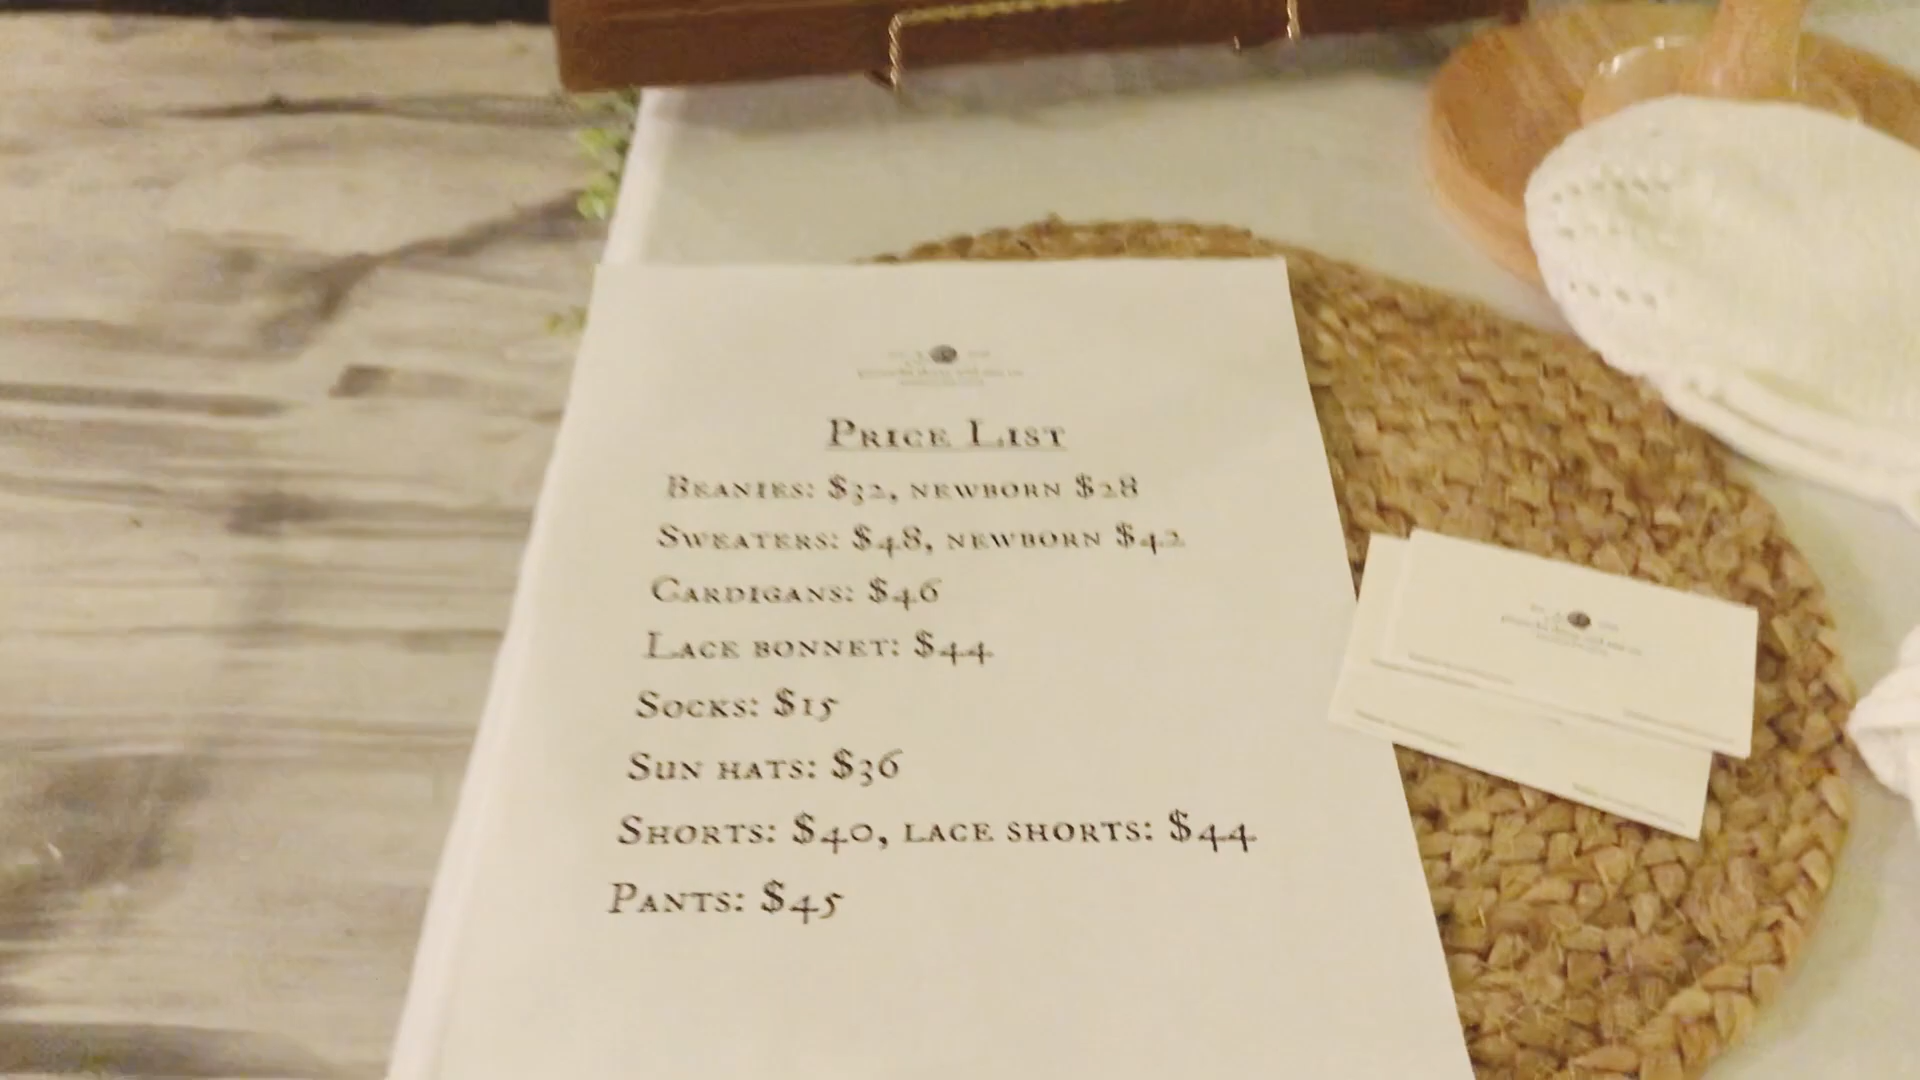 Price List
Beanies: $32, newborn $28
Sweaters: $48, newborn $42
Cardigans: $46
Lace bonnet: $44
Socks: $15
Sun hats: $36
Shorts: $40, lace shorts: $44
Pants: $45